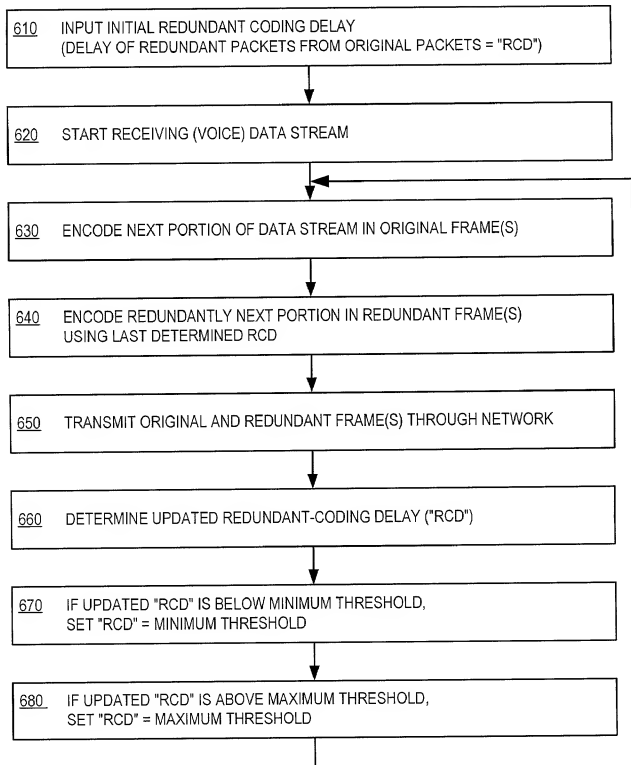 610 INPUT INITIAL REDUNDANT CODING DELAY
(DELAY OF REDUNDANT PACKETS FROM ORIGINAL PACKETS = "RCD")
620 START RECEIVING (VOICE) DATA STREAM
630 ENCODE NEXT PORTION OF DATA STREAM IN ORIGINAL FRAME(S)
640 ENCODE REDUNDANTLY NEXT PORTION IN REDUNDANT FRAME(S)
USING LAST DETERMINED RCD
650 TRANSMIT ORIGINAL AND REDUNDANT FRAME(S) THROUGH NETWORK
660 DETERMINE UPDATED REDUNDANT-CODING DELAY ("RCD")
670 IF UPDATED "RCD" IS BELOW MINIMUM THRESHOLD,
SET "RCD" = MINIMUM THRESHOLD
680 IF UPDATED "RCD" IS ABOVE MAXIMUM THRESHOLD,
SET "RCD" = MAXIMUM THRESHOLD